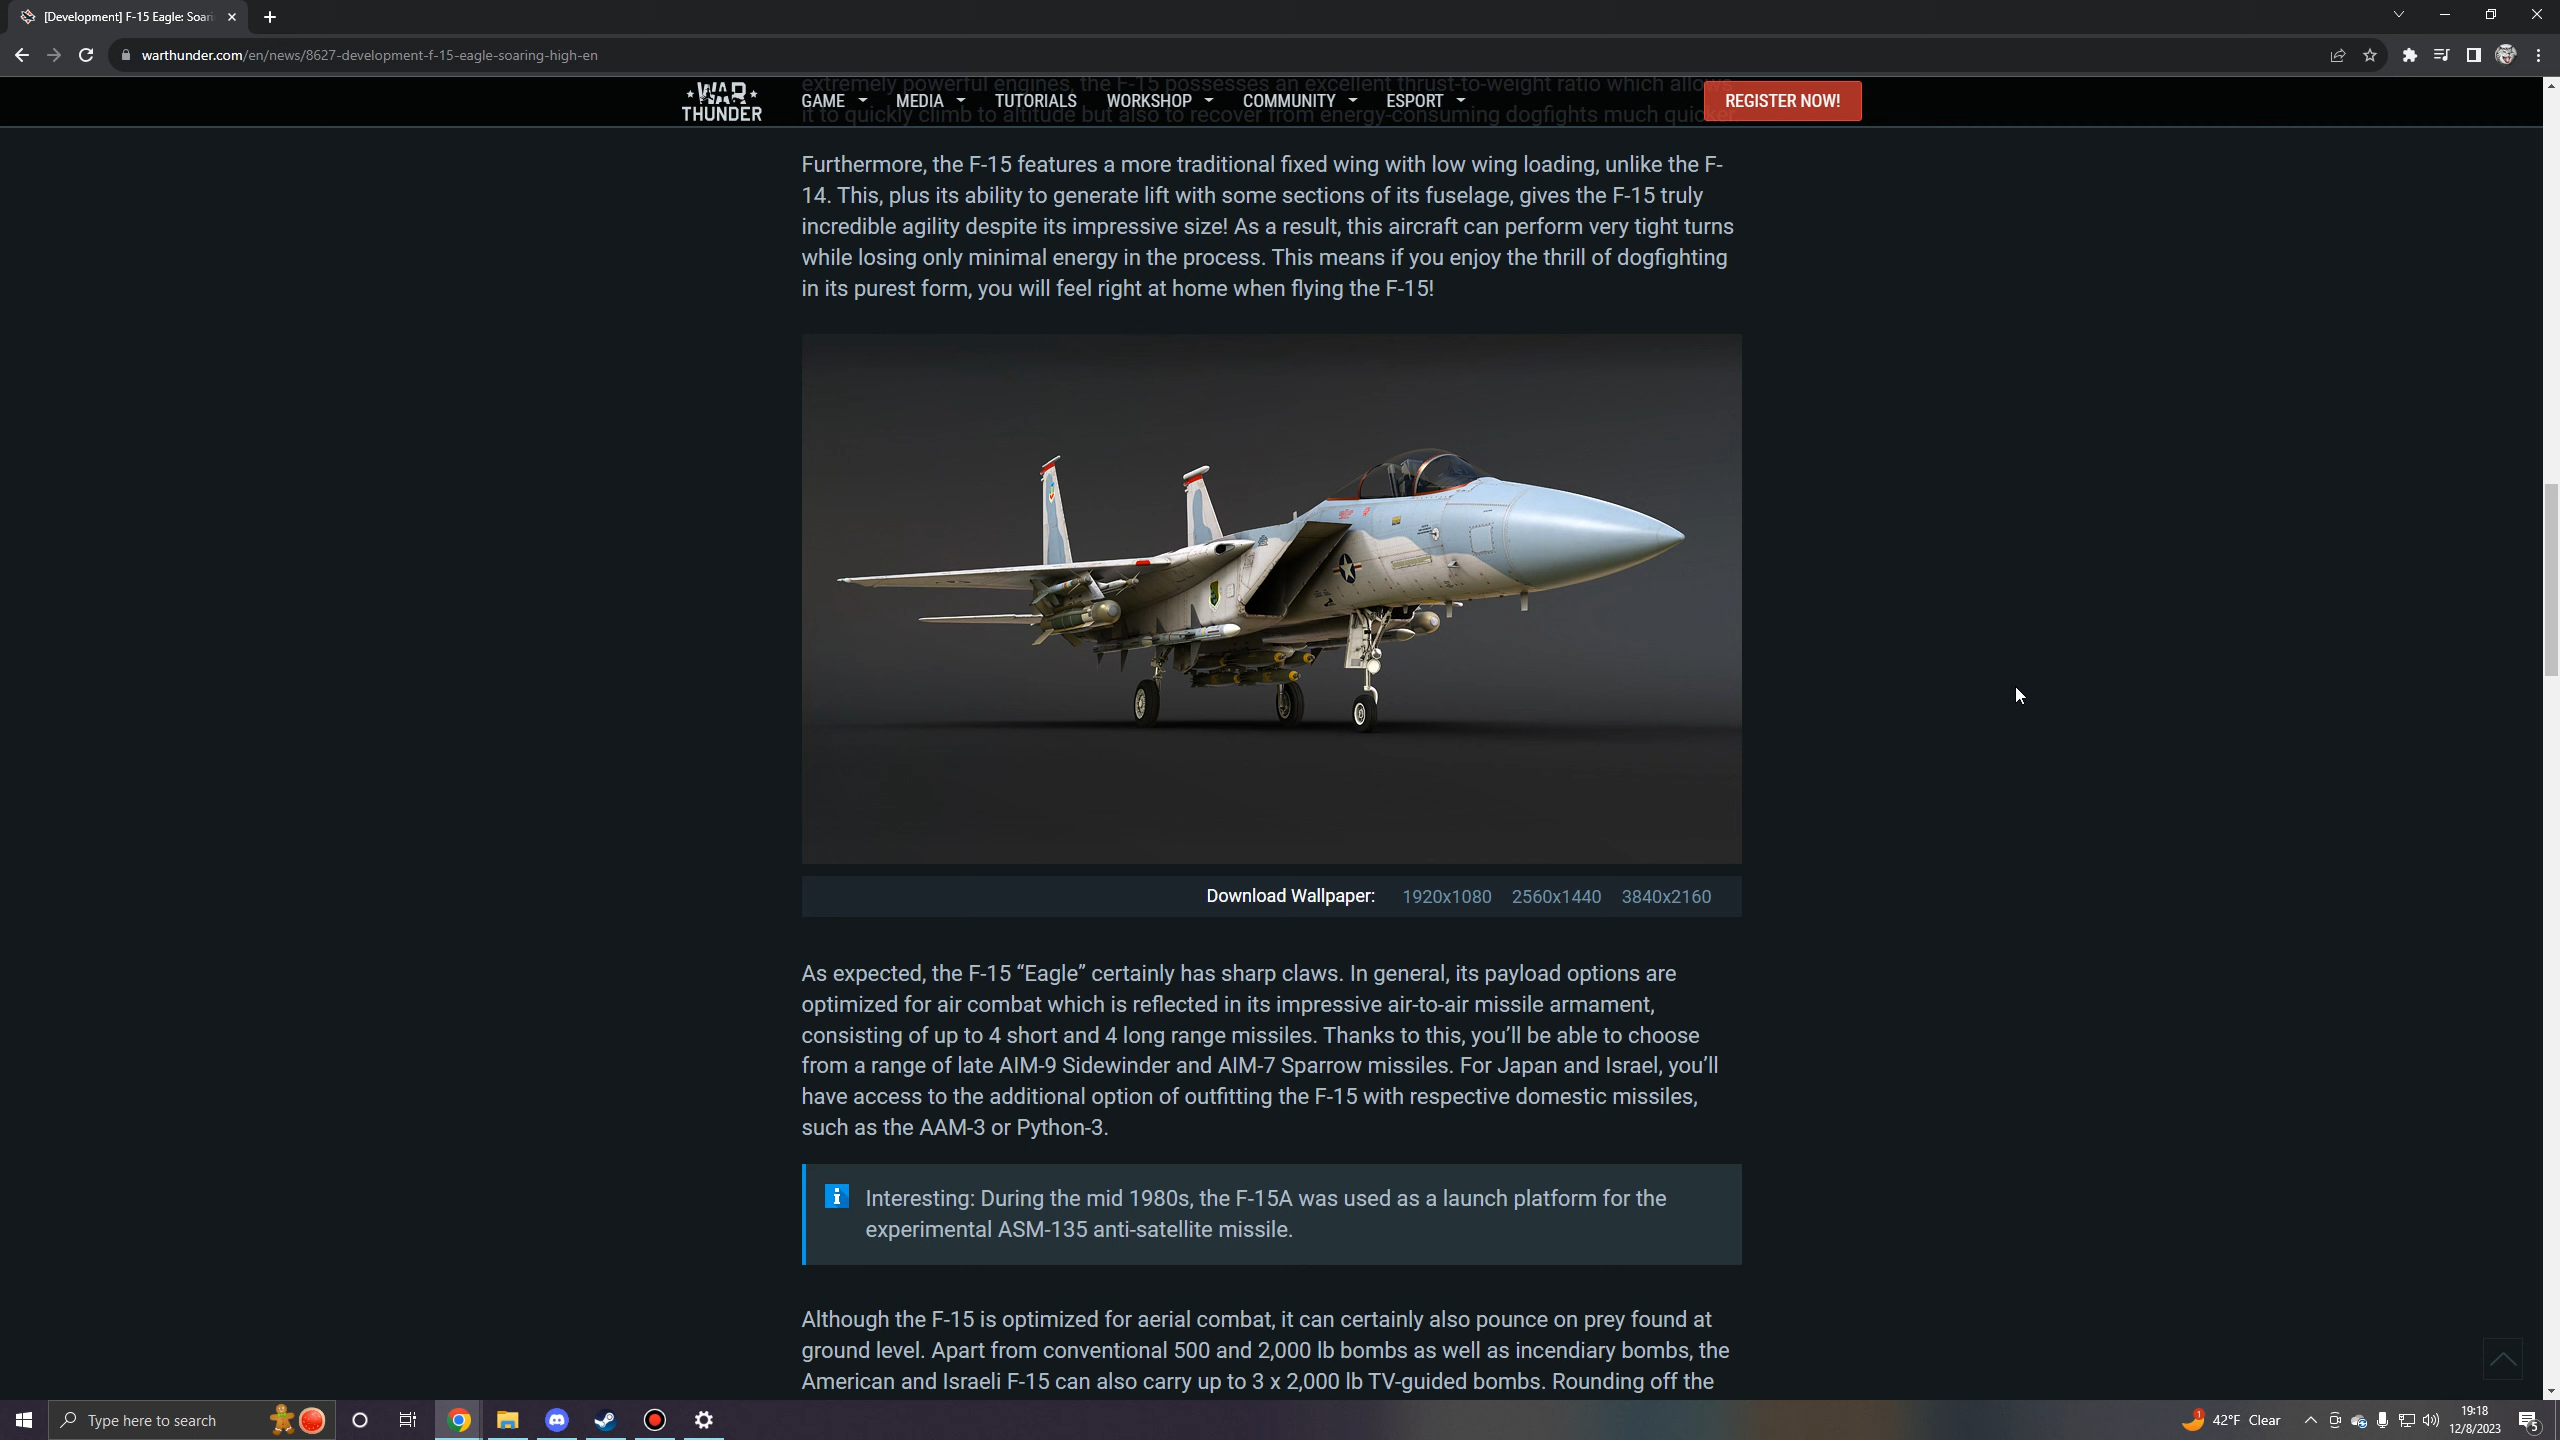 [Development] F-15 Eagle: Soari
warthunder.com/en/news/8627-development-f-15-eagle-soaring-high-en
extremely powerful engines, the F-15 possesses an excellent thrust-to-weight ratio which allows
WAR THUNDER
GAME MEDIA TUTORIALS WORKSHOP COMMUNITY ESPORT REGISTER NOW!
it to quickly climb to altitude but also to recover from energy-consuming dogfights much quicker.
Furthermore, the F-15 features a more traditional fixed wing with low wing loading, unlike the F-
14. This, plus its ability to generate lift with some sections of its fuselage, gives the F-15 truly
incredible agility despite its impressive size! As a result, this aircraft can perform very tight turns
while losing only minimal energy in the process. This means if you enjoy the thrill of dogfighting
in its purest form, you will feel right at home when flying the F-15!
Download Wallpaper: 1920x1080 2560x1440 3840x2160
As expected, the F-15 “Eagle” certainly has sharp claws. In general, its payload options are
optimized for air combat which is reflected in its impressive air-to-air missile armament,
consisting of up to 4 short and 4 long range missiles. Thanks to this, you’ll be able to choose
from a range of late AIM-9 Sidewinder and AIM-7 Sparrow missiles. For Japan and Israel, you’ll
have access to the additional option of outfitting the F-15 with respective domestic missiles,
such as the AAM-3 or Python-3.
Interesting: During the mid 1980s, the F-15A was used as a launch platform for the
experimental ASM-135 anti-satellite missile.
Although the F-15 is optimized for aerial combat, it can certainly also pounce on prey found at
ground level. Apart from conventional 500 and 2,000 lb bombs as well as incendiary bombs, the
American and Israeli F-15 can also carry up to 3 x 2,000 lb TV-guided bombs. Rounding off the
Type here to search
1
42°F Clear
19:18
12/8/2023
5